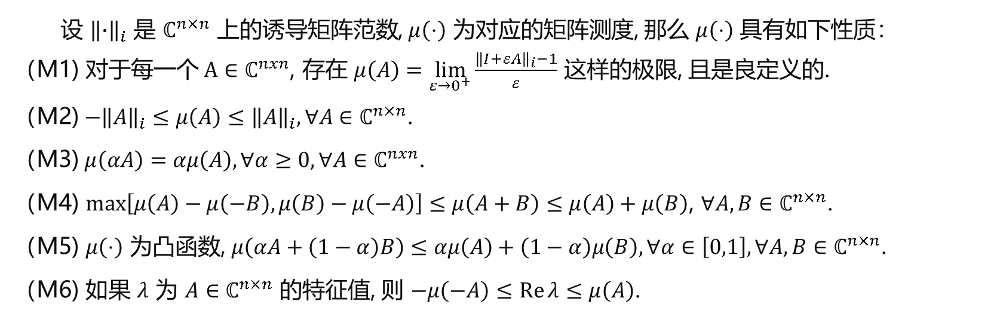 设 ‖·‖ᵢ 是 ℂⁿˣⁿ 上的诱导矩阵范数, μ(·) 为对应的矩阵测度, 那么 μ(·) 具有如下性质:
(M1) 对于每一个 A ∈ ℂⁿˣⁿ, 存在 μ(A) = lim_{ε→0⁺} (‖I+εA‖ᵢ−1)/ε 这样的极限, 且是良定义的.
(M2) −‖A‖ᵢ ≤ μ(A) ≤ ‖A‖ᵢ, ∀A ∈ ℂⁿˣⁿ.
(M3) μ(αA) = αμ(A), ∀α ≥ 0, ∀A ∈ ℂⁿˣⁿ.
(M4) max[μ(A) − μ(−B), μ(B) − μ(−A)] ≤ μ(A + B) ≤ μ(A) + μ(B), ∀A, B ∈ ℂⁿˣⁿ.
(M5) μ(·) 为凸函数, μ(αA + (1 − α)B) ≤ αμ(A) + (1 − α)μ(B), ∀α ∈ [0,1], ∀A, B ∈ ℂⁿˣⁿ.
(M6) 如果 λ 为 A ∈ ℂⁿˣⁿ 的特征值, 则 −μ(−A) ≤ Re λ ≤ μ(A).